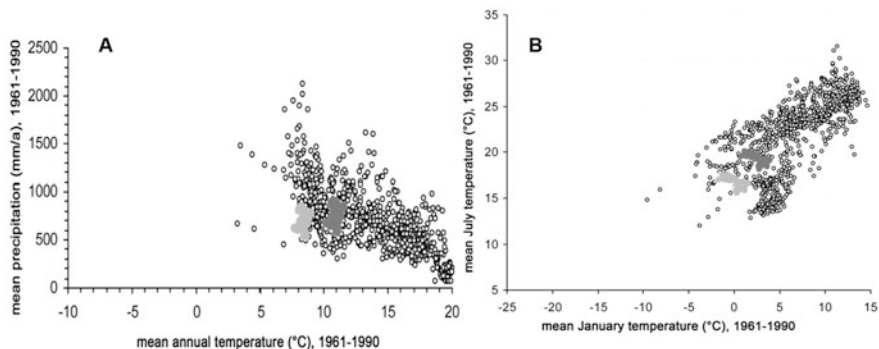 A
mean precipitation (mm/a), 1961-1990
2500
2000
1500
1000
500
0
-10 -5 0 5 10 15 20
mean annual temperature (°C), 1961-1990
B
mean July temperature (°C), 1961-1990
35
30
25
20
15
10
5
-25 -20 -15 -10 -5 0 5 10 15
mean January temperature (°C), 1961-1990